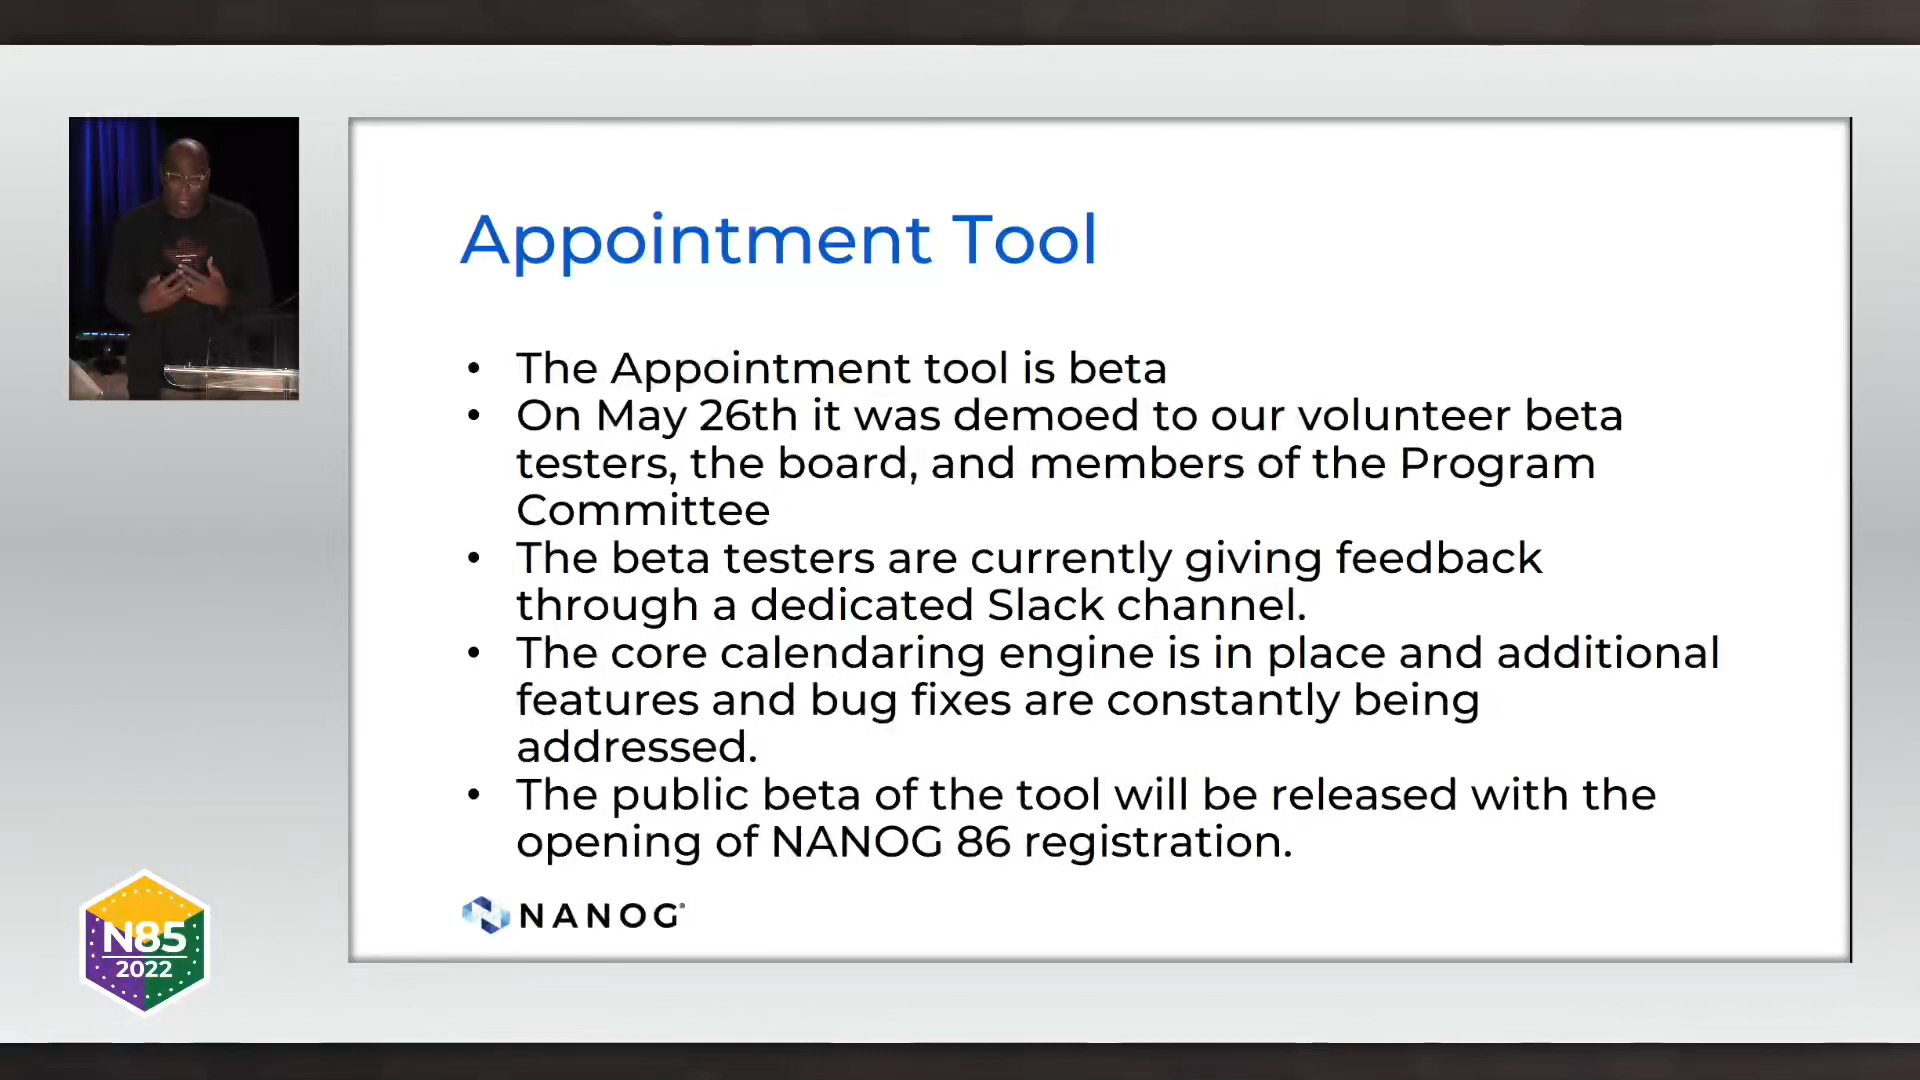 Appointment Tool
• The Appointment tool is beta
• On May 26th it was demoed to our volunteer beta
testers, the board, and members of the Program
Committee
• The beta testers are currently giving feedback
through a dedicated Slack channel.
• The core calendaring engine is in place and additional
features and bug fixes are constantly being
addressed.
• The public beta of the tool will be released with the
opening of NANOG 86 registration.
NANOG®
N85
2022